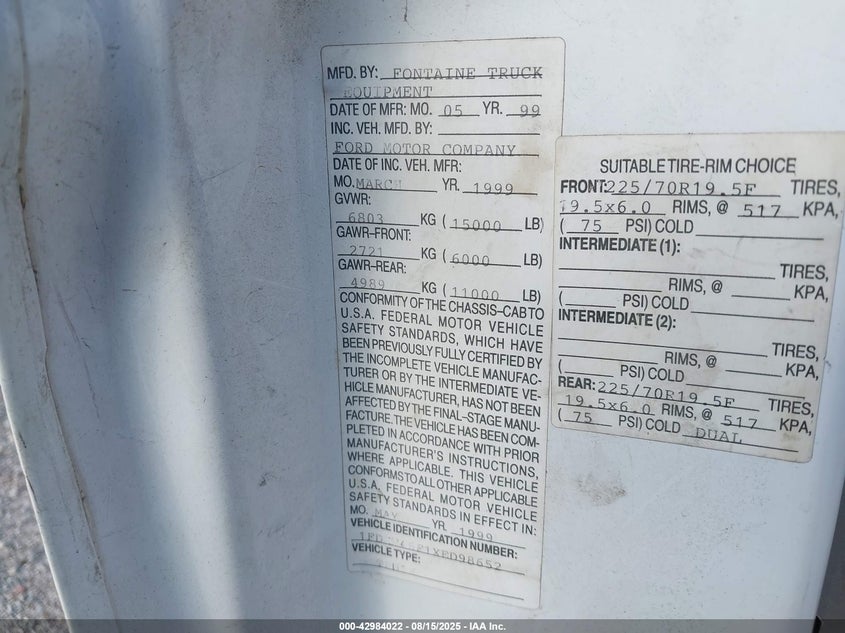 MFD. BY: FONTAINE TRUCK
EQUIPMENT
DATE OF MFR: MO. 05 YR. 99
INC. VEH. MFD. BY:
FORD MOTOR COMPANY
DATE OF INC. VEH. MFR:
MO. MARCH YR. 1999
GVWR:
6803 KG ( 15000 LB)
GAWR-FRONT:
2721 KG ( 6000 LB)
GAWR-REAR:
4989 KG ( 11000 LB)
CONFORMITY OF THE CHASSIS-CAB TO
U.S.A. FEDERAL MOTOR VEHICLE
SAFETY STANDARDS, WHICH HAVE
BEEN PREVIOUSLY FULLY CERTIFIED BY
THE INCOMPLETE VEHICLE MANUFAC-
TURER OR BY THE INTERMEDIATE VE-
HICLE MANUFACTURER, HAS NOT BEEN
AFFECTED BY THE FINAL-STAGE MANU-
FACTURE. THE VEHICLE HAS BEEN COM-
PLETED IN ACCORDANCE WITH PRIOR
MANUFACTURER'S INSTRUCTIONS,
WHERE APPLICABLE. THIS VEHICLE
CONFORMS TO ALL OTHER APPLICABLE
U.S.A. FEDERAL MOTOR VEHICLE
SAFETY STANDARDS IN EFFECT IN:
MO. MAY YR. 1999
VEHICLE IDENTIFICATION NUMBER:
VEHICLE TYPE:
SUITABLE TIRE-RIM CHOICE
FRONT: 225/70R19.5F TIRES,
19.5x6.0 RIMS, @ 517 KPA,
( 75 PSI) COLD
INTERMEDIATE (1):
TIRES,
RIMS, @ KPA,
( PSI) COLD
INTERMEDIATE (2):
TIRES,
RIMS, @ KPA,
( PSI) COLD
REAR: 225/70R19.5F TIRES,
19.5x6.0 RIMS, @ 517 KPA,
( 75 PSI) COLD DUAL
000-42984022 - 08/15/2025 - IAA Inc.